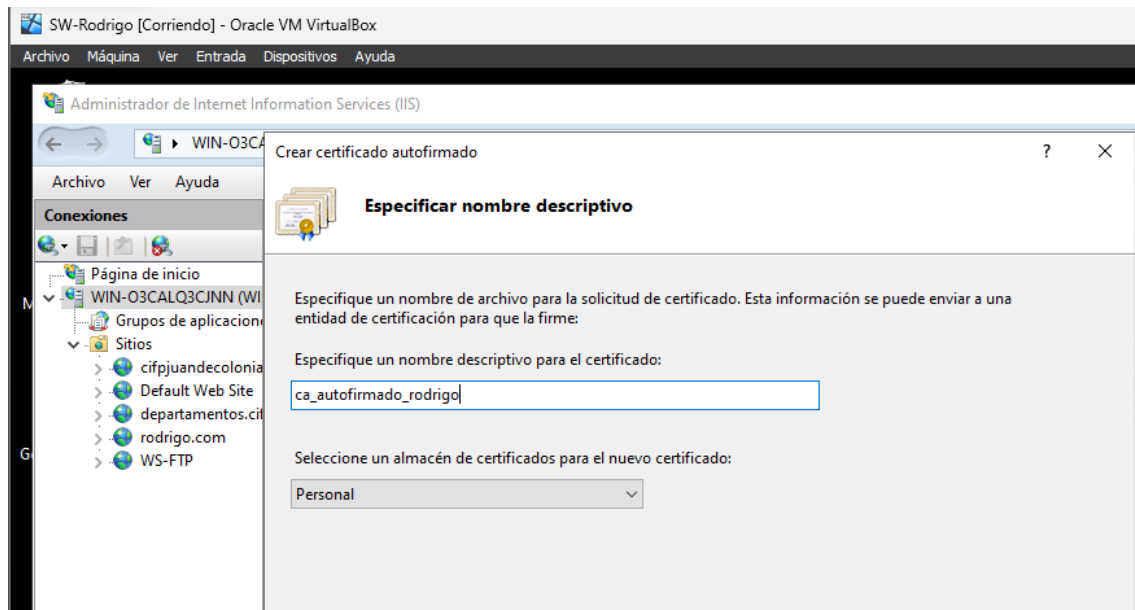 SW-Rodrigo [Corriendo] - Oracle VM VirtualBox
Archivo Máquina Ver Entrada Dispositivos Ayuda
Administrador de Internet Information Services (IIS)
WIN-O3CA
Crear certificado autofirmado
?
Archivo Ver Ayuda
Especificar nombre descriptivo
Conexiones
Página de inicio
WIN-O3CALQ3CJNN (WI
Grupos de aplicacion
Sitios
cifpjuandecolonia
Default Web Site
departamentos.cif
rodrigo.com
WS-FTP
Especifique un nombre de archivo para la solicitud de certificado. Esta información se puede enviar a una
entidad de certificación para que la firme:
Especifique un nombre descriptivo para el certificado:
ca_autofirmado_rodrigo
Seleccione un almacén de certificados para el nuevo certificado:
Personal